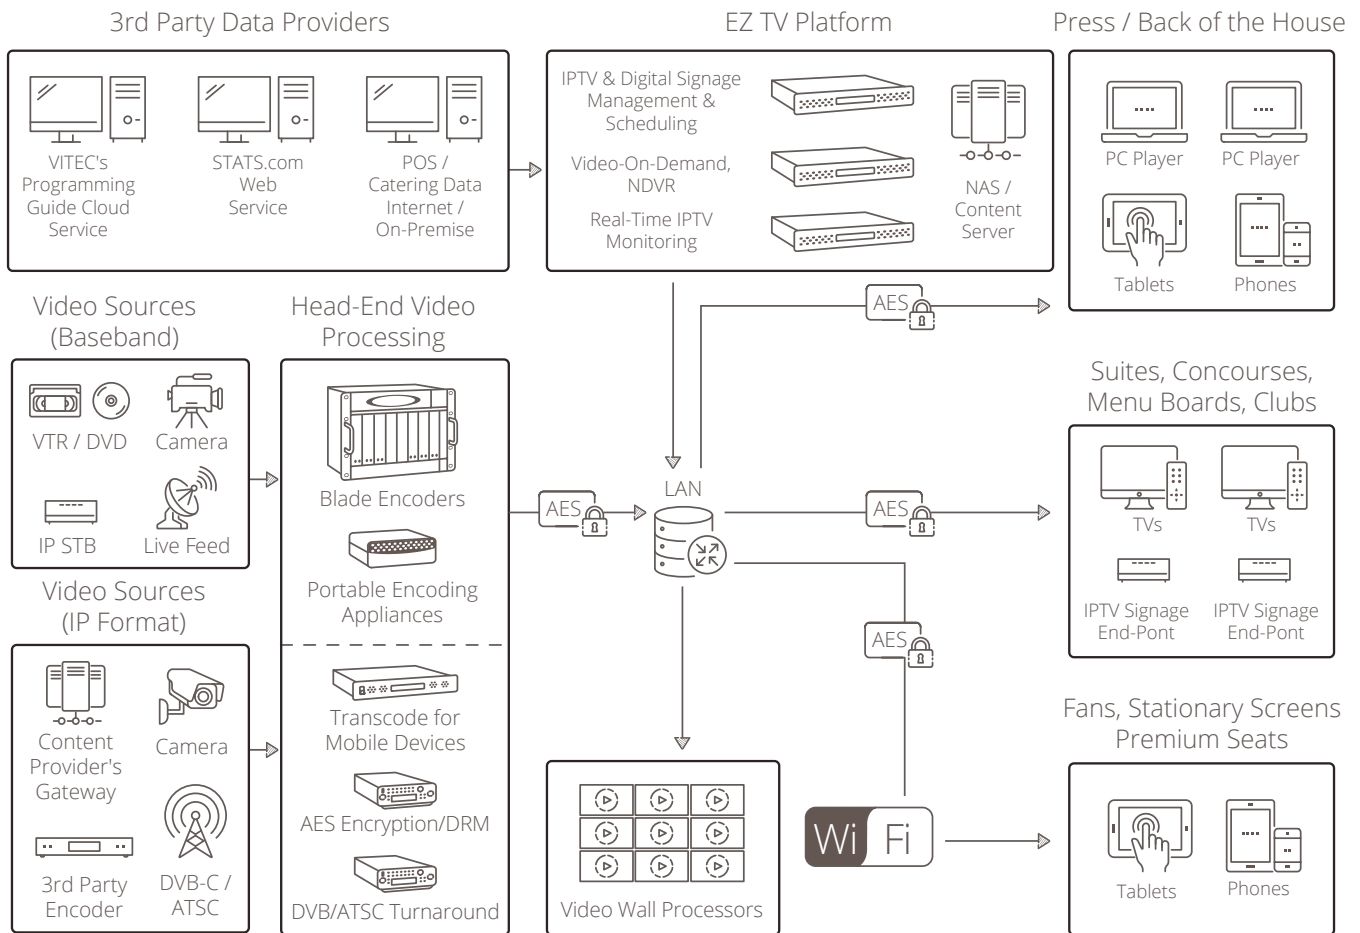 3rd Party Data Providers
VITEC's
Programming
Guide Cloud
Service
STATS.com
Web
Service
POS /
Catering Data
Internet /
On-Premise
EZ TV Platform
IPTV & Digital Signage
Management &
Scheduling
Video-On-Demand,
NDVR
Real-Time IPTV
Monitoring
NAS /
Content
Server
Press / Back of the House
PC Player
PC Player
Tablets
Phones
Video Sources
(Baseband)
VTR / DVD
Camera
IP STB
Live Feed
Video Sources
(IP Format)
Content
Provider's
Gateway
Camera
3rd Party
Encoder
DVB-C /
ATSC
Head-End Video
Processing
Blade Encoders
Portable Encoding
Appliances
Transcode for
Mobile Devices
AES Encryption/DRM
DVB/ATSC Turnaround
AES
LAN
AES
AES
AES
Video Wall Processors
Wi Fi
Suites, Concourses,
Menu Boards, Clubs
TVs
TVs
IPTV Signage
End-Pont
IPTV Signage
End-Pont
Fans, Stationary Screens
Premium Seats
Tablets
Phones